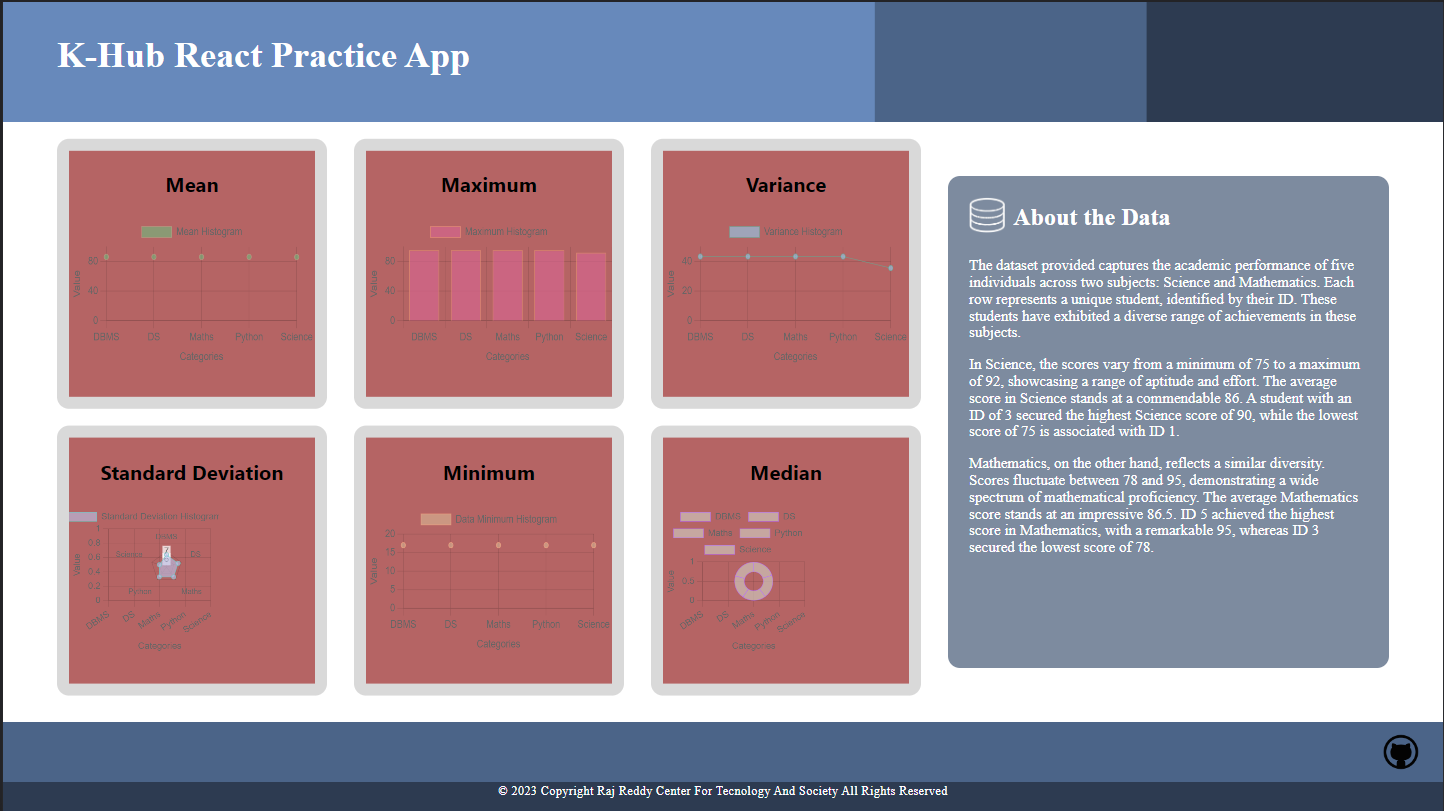 K-Hub React Practice App
Mean
Mean Histogram
80
40
0
Value
DBMS DS Maths Python Science
Categories
Maximum
Maximum Histogram
80
40
0
Value
DBMS DS Maths Python Science
Categories
Variance
Variance Histogram
40
20
0
Value
DBMS DS Maths Python Science
Categories
Standard Deviation
Standard Deviation Histogram
1
0.8
0.6
0.4
0.2
0
Value
DBMS
Science DS
Python Maths
7
DBMS DS Maths Python Science
Categories
Minimum
Data Minimum Histogram
20
15
10
5
0
Value
DBMS DS Maths Python Science
Categories
Median
DBMS DS
Maths Python
Science
1
0.5
0
Value
DBMS DS Maths Python Science
Categories
About the Data
The dataset provided captures the academic performance of five
individuals across two subjects: Science and Mathematics. Each
row represents a unique student, identified by their ID. These
students have exhibited a diverse range of achievements in these
subjects.
In Science, the scores vary from a minimum of 75 to a maximum
of 92, showcasing a range of aptitude and effort. The average
score in Science stands at a commendable 86. A student with an
ID of 3 secured the highest Science score of 90, while the lowest
score of 75 is associated with ID 1.
Mathematics, on the other hand, reflects a similar diversity.
Scores fluctuate between 78 and 95, demonstrating a wide
spectrum of mathematical proficiency. The average Mathematics
score stands at an impressive 86.5. ID 5 achieved the highest
score in Mathematics, with a remarkable 95, whereas ID 3
secured the lowest score of 78.
© 2023 Copyright Raj Reddy Center For Tecnology And Society All Rights Reserved